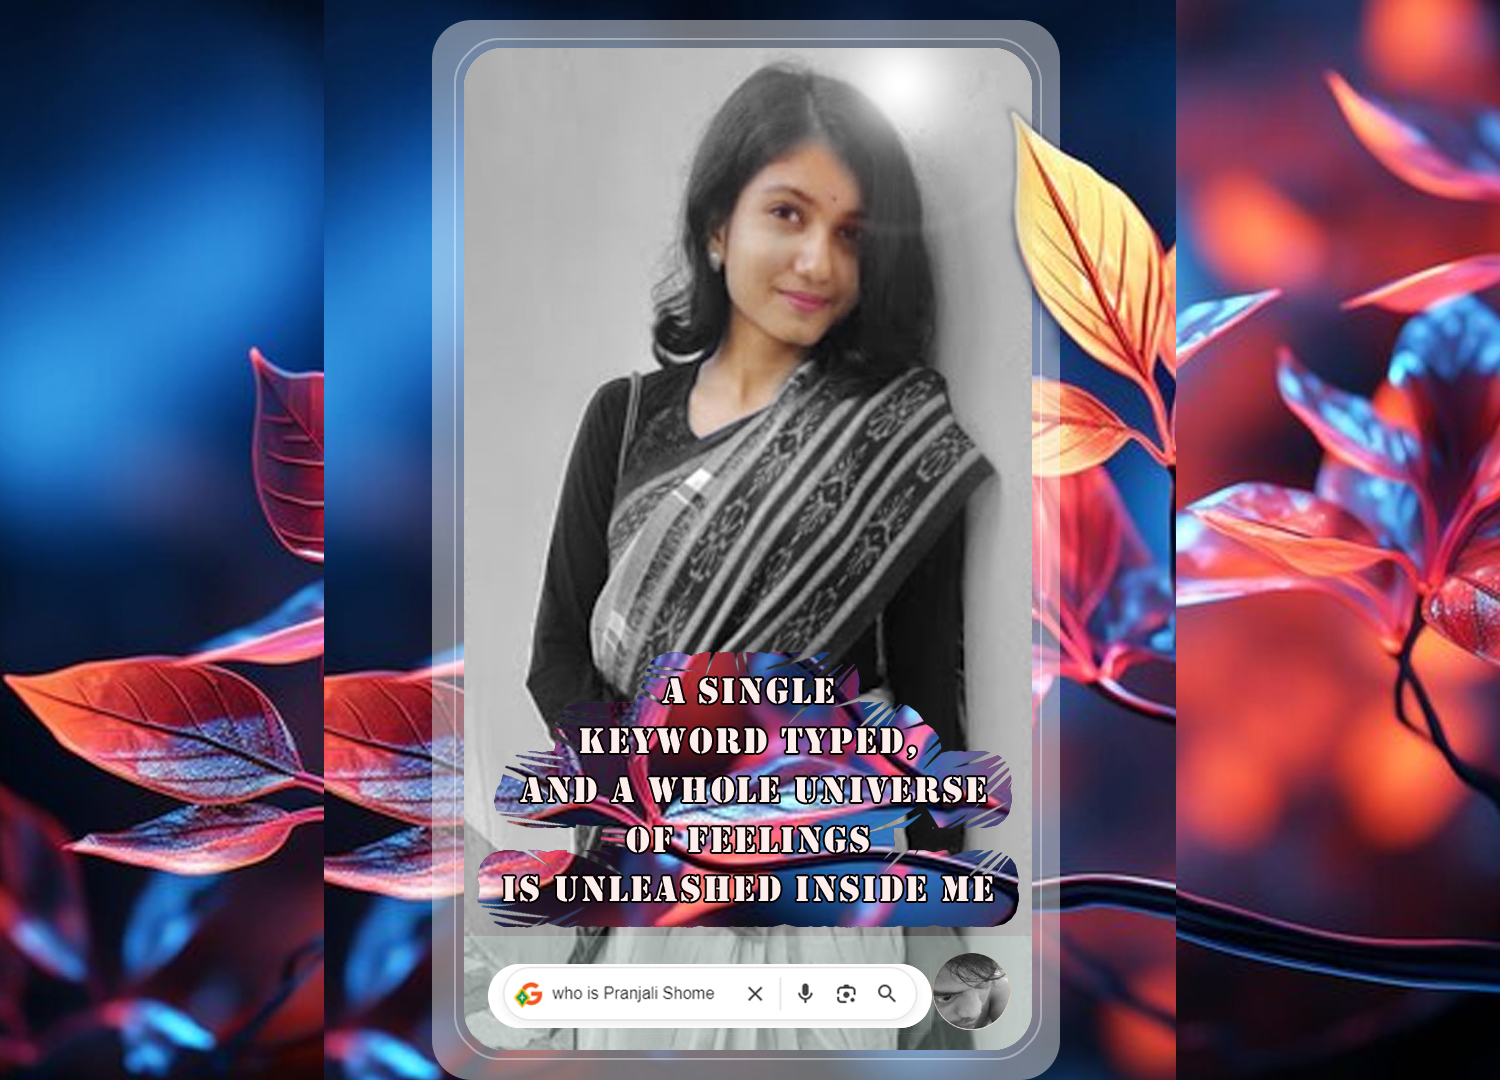 A SINGLE
KEYWORD TYPED,
AND A WHOLE UNIVERSE
OF FEELINGS
IS UNLEASHED INSIDE ME
who is Pranjali Shome